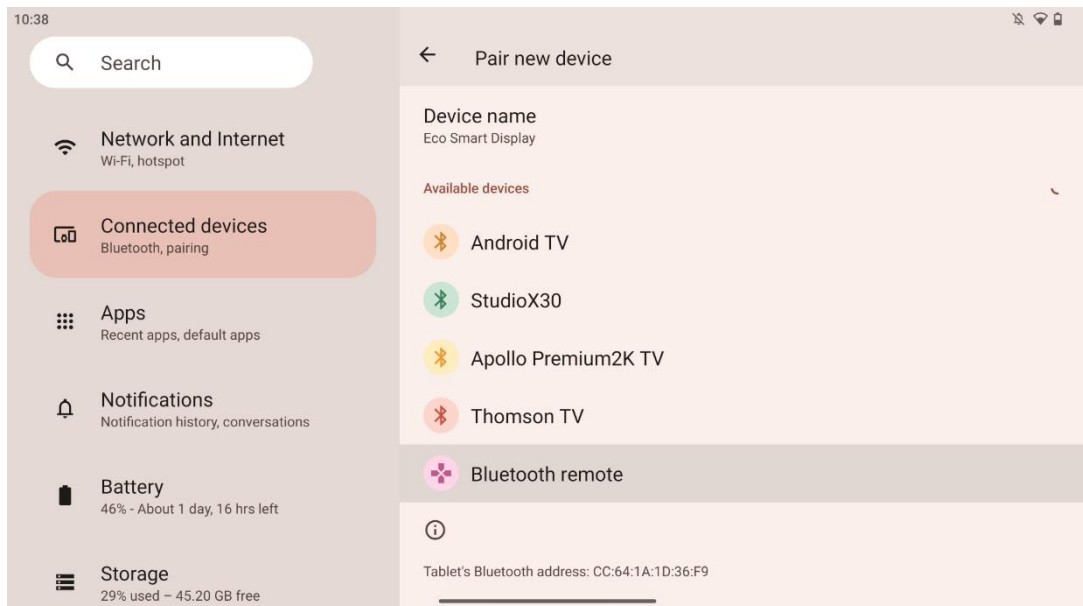 10:38
Search
Network and Internet
Wi-Fi, hotspot
Connected devices
Bluetooth, pairing
Apps
Recent apps, default apps
Notifications
Notification history, conversations
Battery
46% - About 1 day, 16 hrs left
Storage
29% used – 45.20 GB free
Pair new device
Device name
Eco Smart Display
Available devices
Android TV
StudioX30
Apollo Premium2K TV
Thomson TV
Bluetooth remote
Tablet's Bluetooth address: CC:64:1A:1D:36:F9